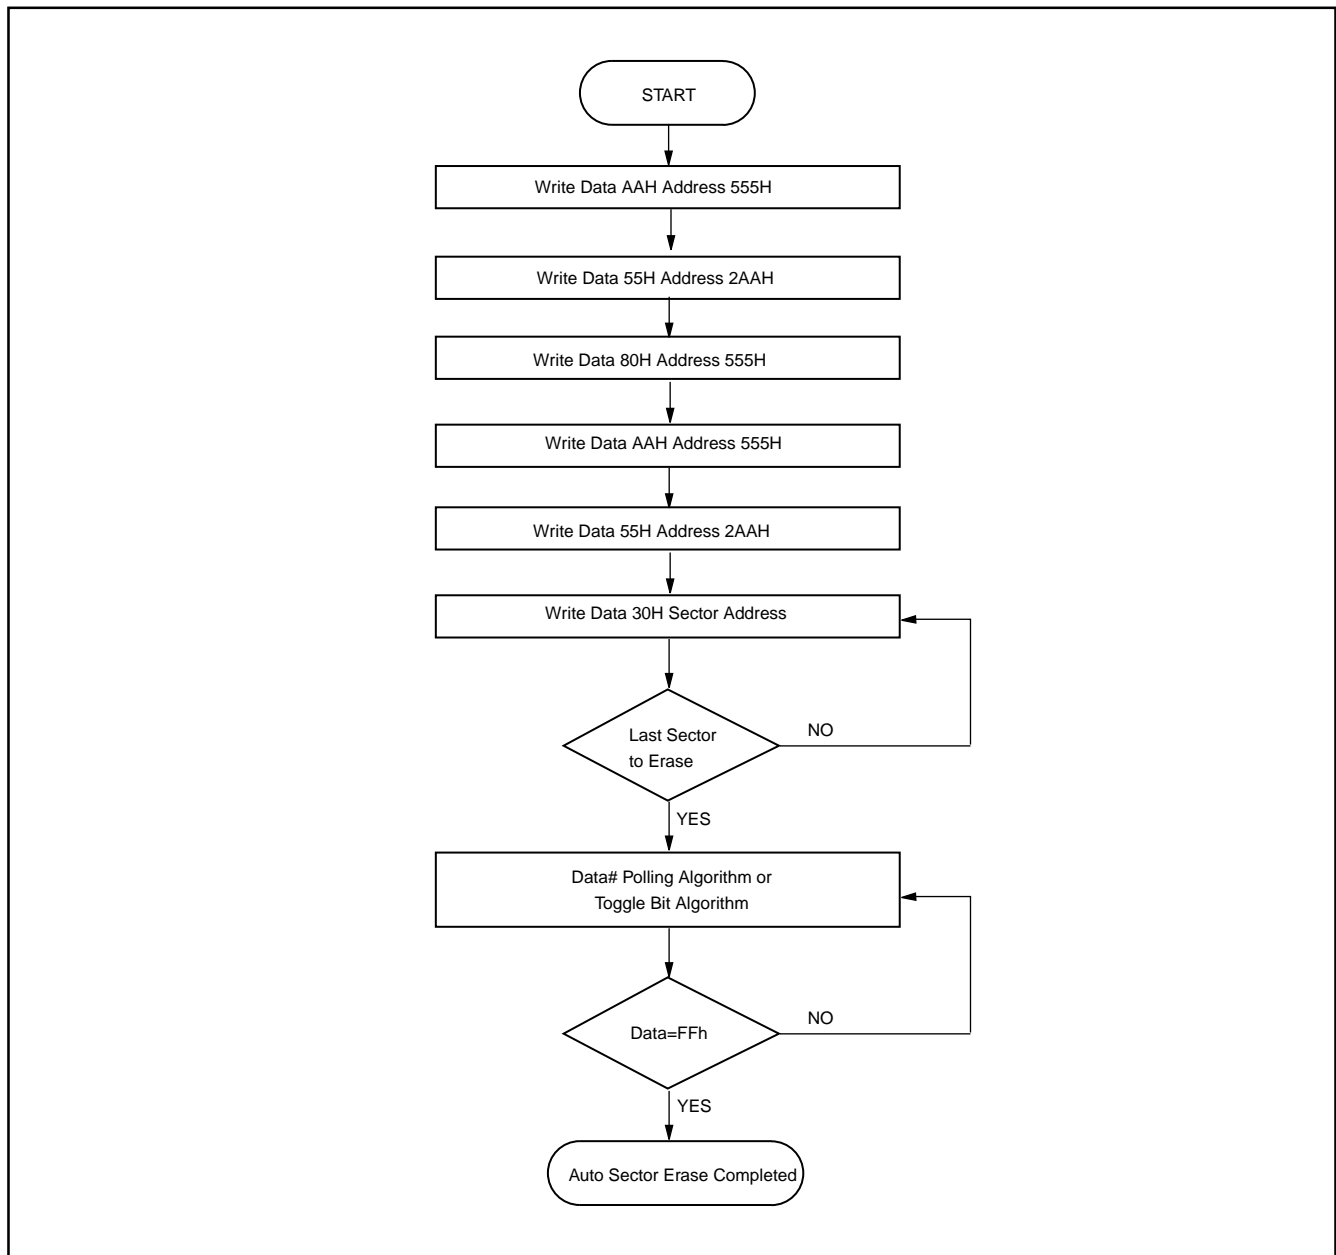 START
Write Data AAH Address 555H
Write Data 55H Address 2AAH
Write Data 80H Address 555H
Write Data AAH Address 555H
Write Data 55H Address 2AAH
Write Data 30H Sector Address
Last Sector
to Erase
NO
YES
Data# Polling Algorithm or
Toggle Bit Algorithm
Data=FFh
NO
YES
Auto Sector Erase Completed